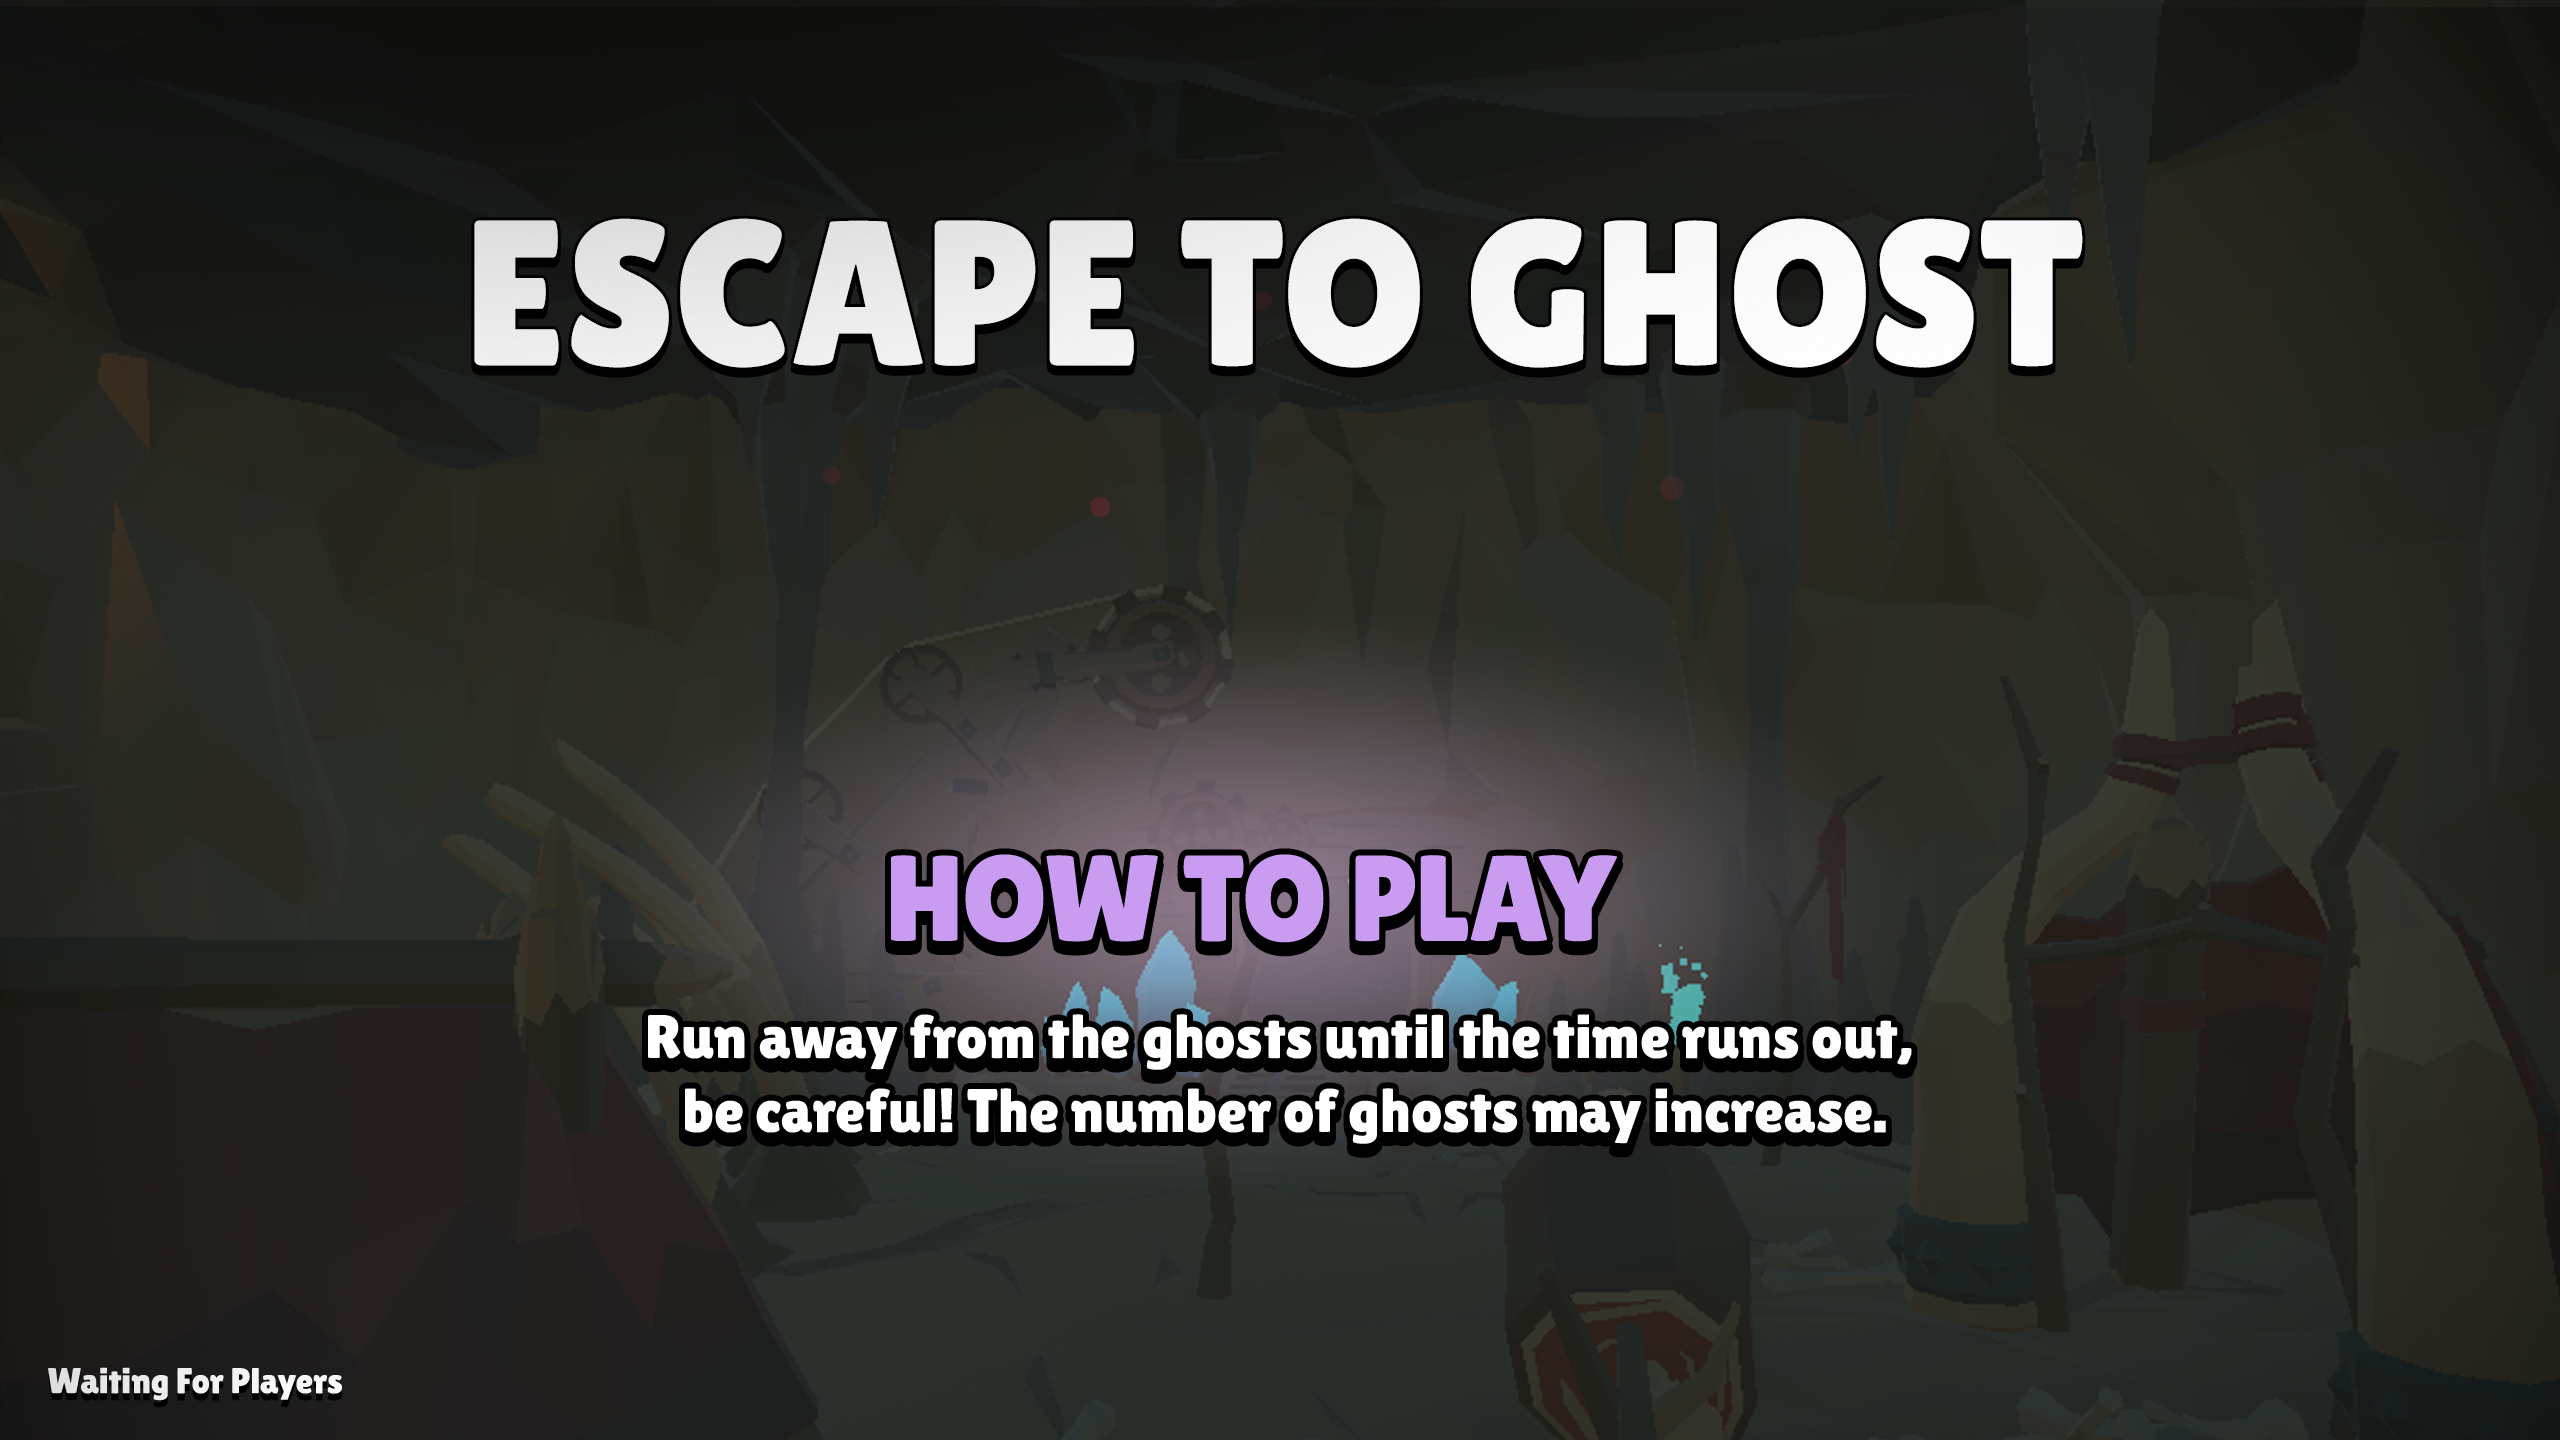 ESCAPE TO GHOST
HOW TO PLAY
Run away from the ghosts until the time runs out,
be careful! The number of ghosts may increase.
Waiting For Players